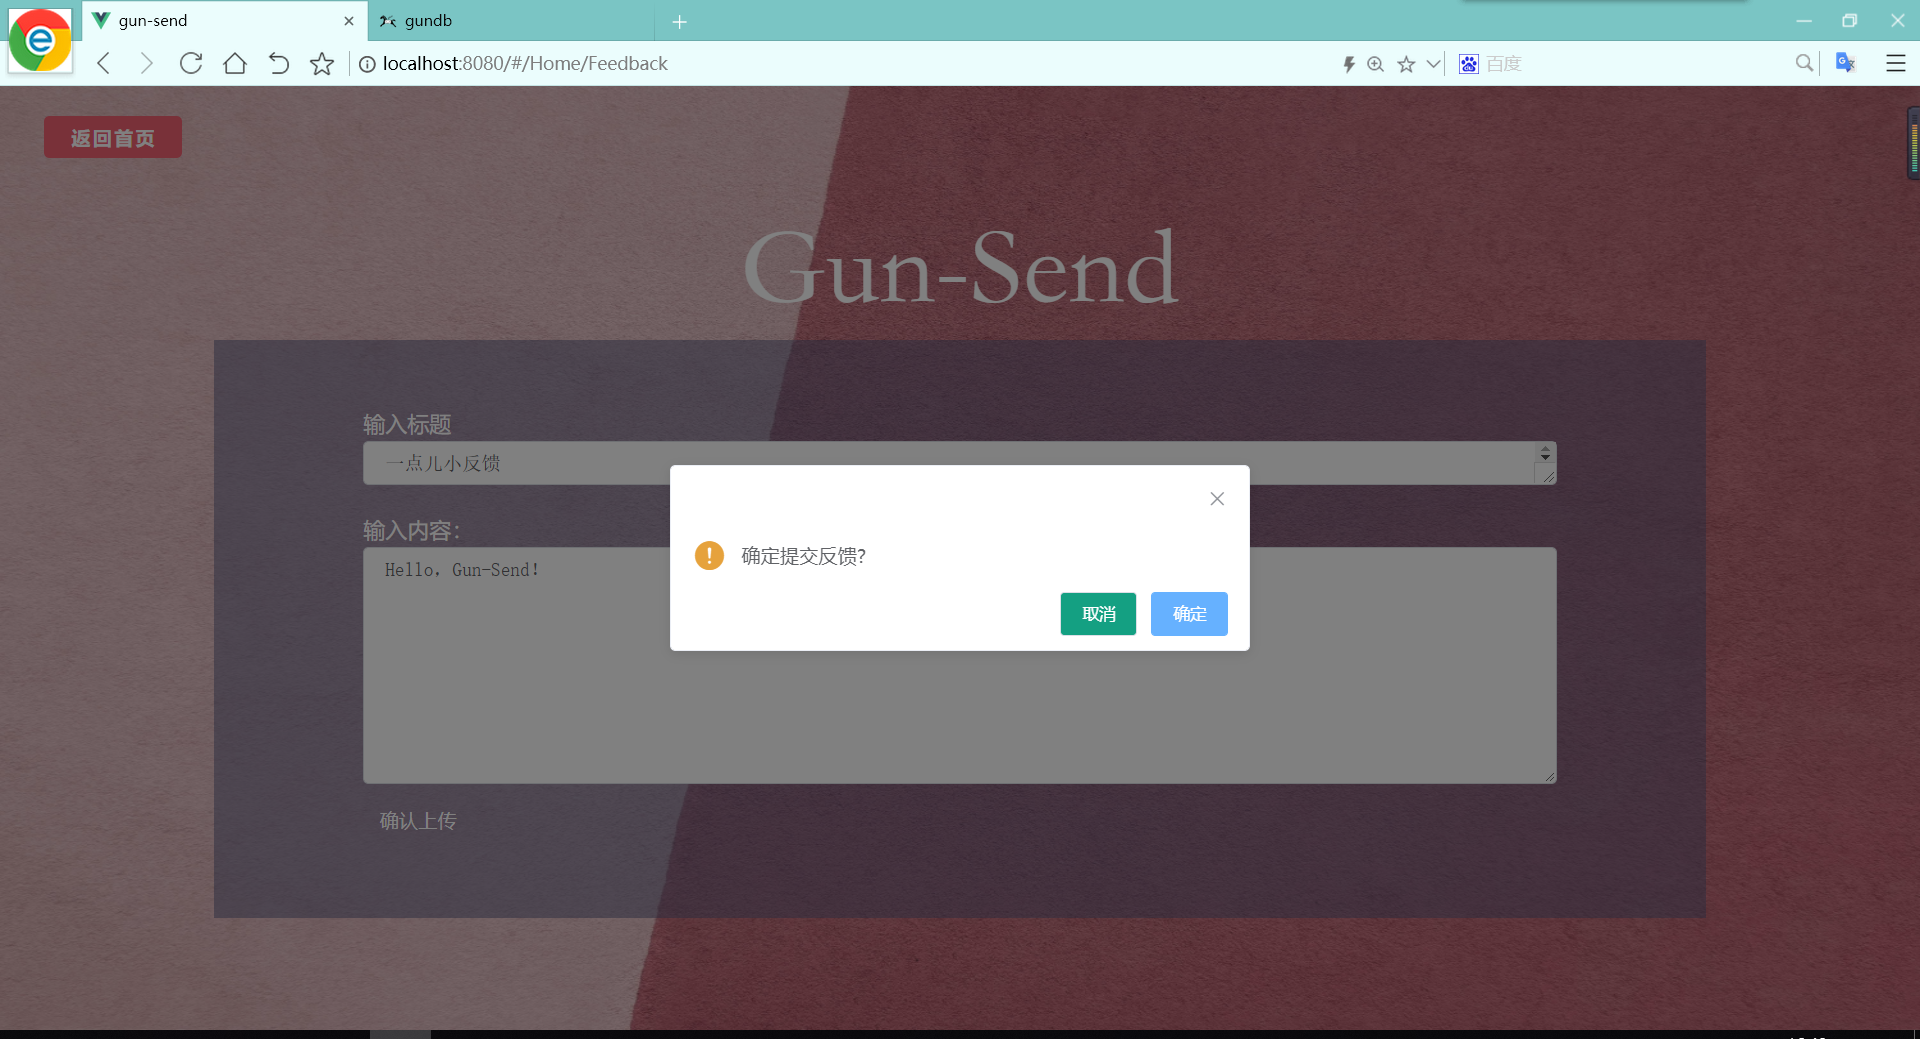 gun-send
gundb
localhost:8080/#/Home/Feedback
百度
返回首页
Gun-Send
输入标题
一点儿小反馈
输入内容：
Hello，Gun-Send！
确定提交反馈?
取消
确定
确认上传